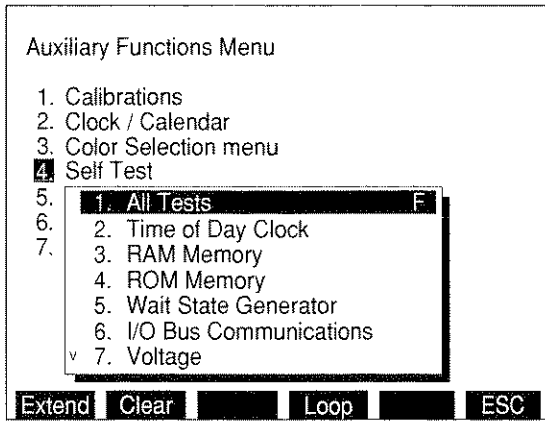 Auxiliary Functions Menu
1. Calibrations
2. Clock / Calendar
3. Color Selection menu
4. Self Test
5.
6.
7.
1. All Tests F
2. Time of Day Clock
3. RAM Memory
4. ROM Memory
5. Wait State Generator
6. I/O Bus Communications
v 7. Voltage
Extend Clear Loop ESC